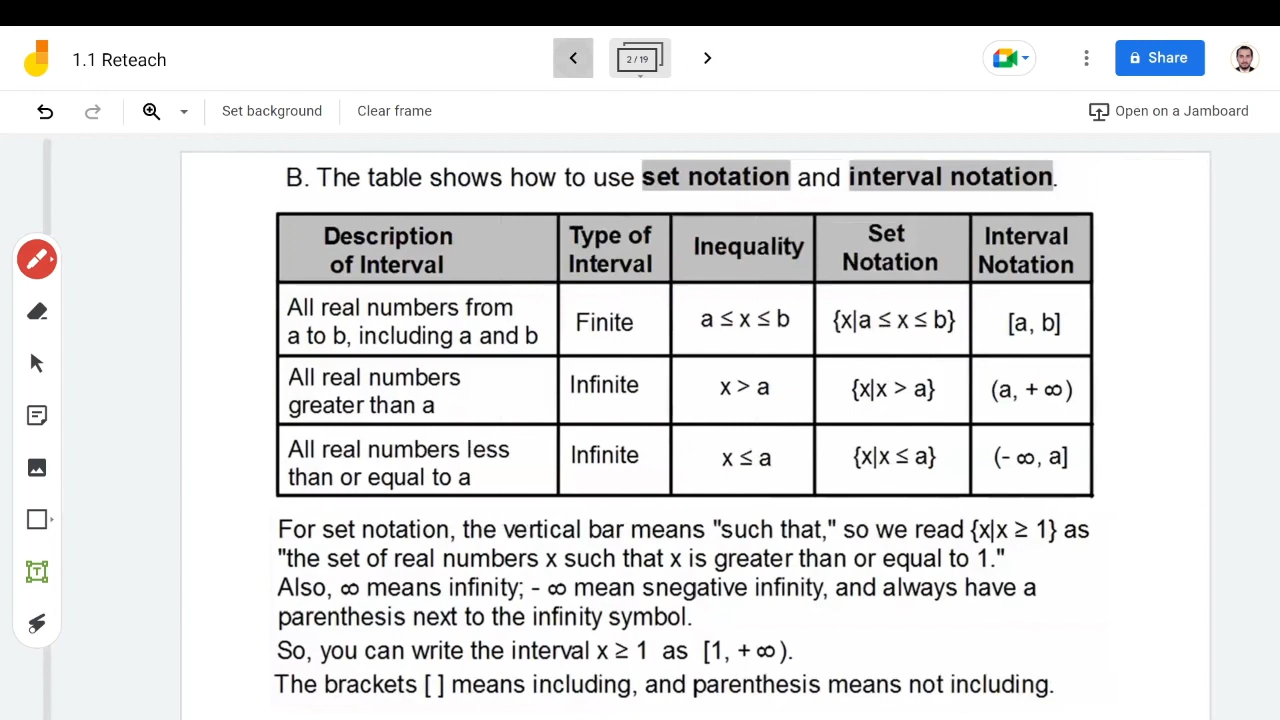 1.1 Reteach
2 / 19
Share
Set background
Clear frame
Open on a Jamboard
B. The table shows how to use set notation and interval notation.
Description of Interval
Type of Interval
Inequality
Set Notation
Interval Notation
All real numbers from
a to b, including a and b
Finite
a ≤ x ≤ b
{x|a ≤ x ≤ b}
[a, b]
All real numbers
greater than a
Infinite
x > a
{x|x > a}
(a, + ∞)
All real numbers less
than or equal to a
Infinite
x ≤ a
{x|x ≤ a}
(- ∞, a]
For set notation, the vertical bar means "such that," so we read {x|x ≥ 1} as
"the set of real numbers x such that x is greater than or equal to 1."
Also, ∞ means infinity; - ∞ mean snegative infinity, and always have a
parenthesis next to the infinity symbol.
So, you can write the interval x ≥ 1 as [1, + ∞).
The brackets [ ] means including, and parenthesis means not including.